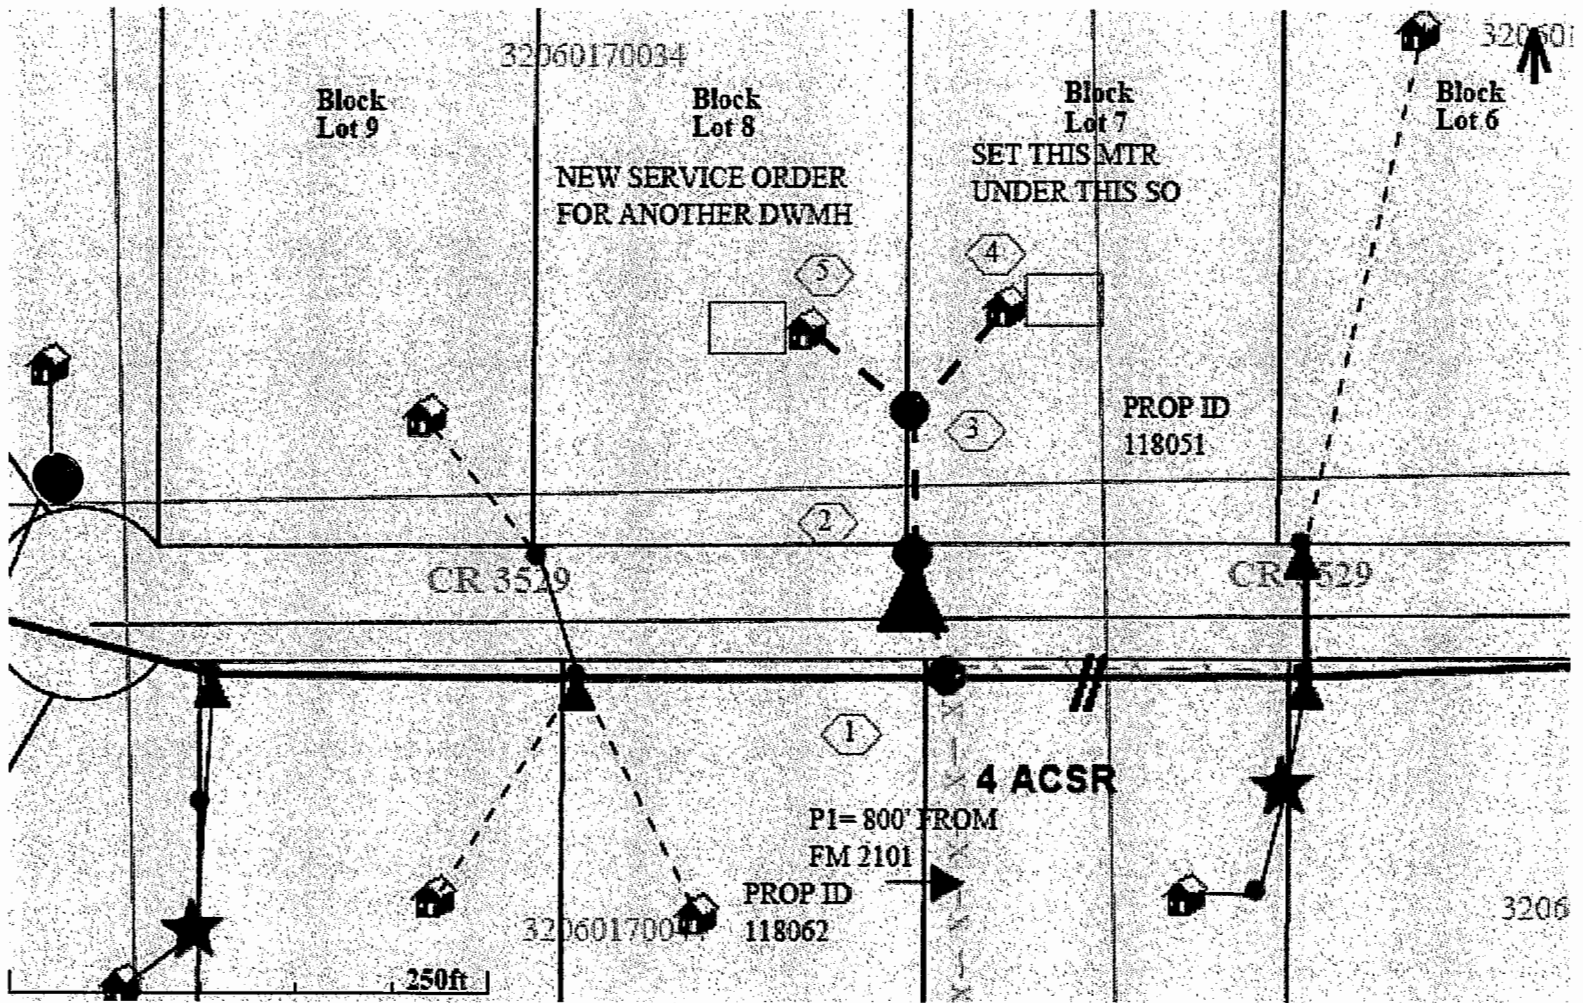 32060170034
Block
Lot 9
Block
Lot 8
Block
Lot 7
Block
Lot 6
NEW SERVICE ORDER
FOR ANOTHER DWMH
SET THIS MTR
UNDER THIS SO
5
4
PROP ID
118051
3
2
CR 3529
CR 529
1
4 ACSR
P1= 800' FROM
FM 2101
PROP ID
118062
3206
250ft